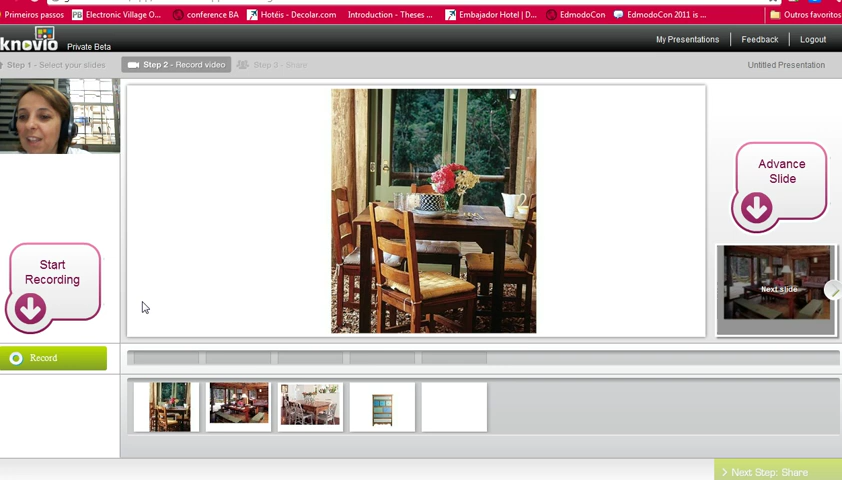 Primeiros passos
Electronic Village O...
conference BA
Hotéis - Decolar.com
Introduction - Theses ...
Embajador Hotel | D...
EdmodoCon
EdmodoCon 2011 is ...
Outros favoritos
knovio
Private Beta
My Presentations
Feedback
Logout
Step 1 - Select your slides
Step 2 - Record video
Step 3 - Share
Untitled Presentation
Advance
Slide
Start
Recording
Next slide
Record
Next Step: Share